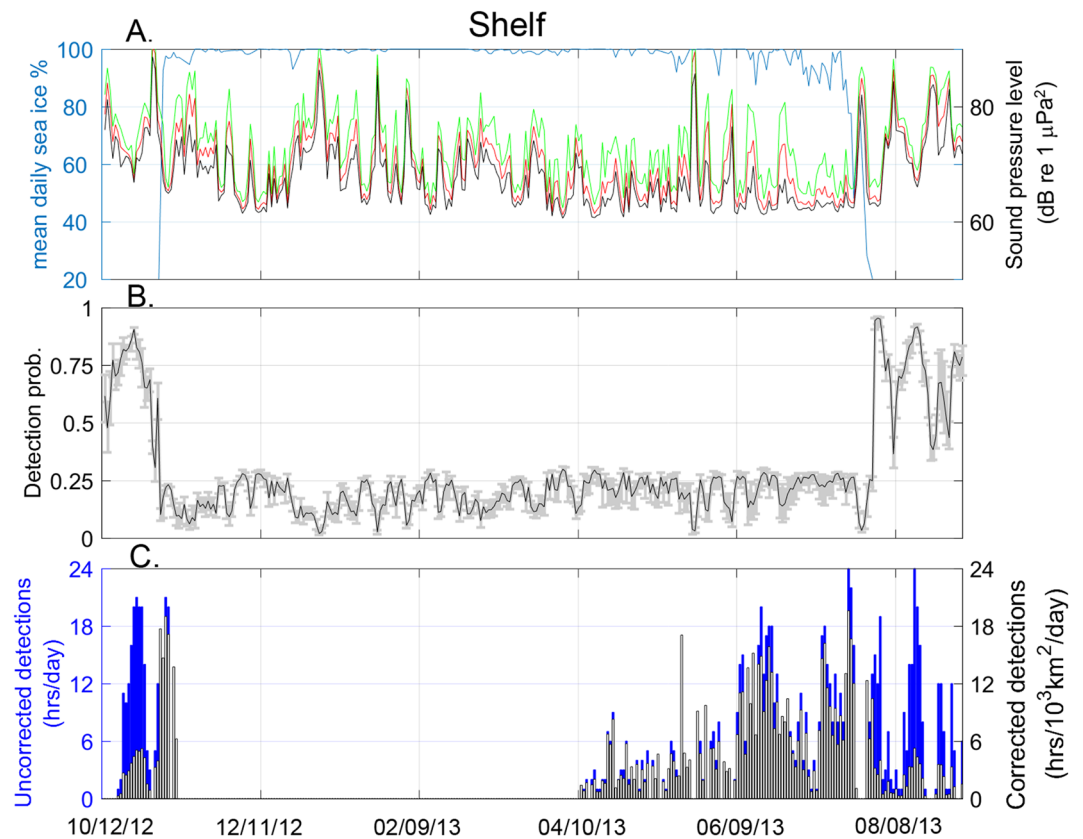 Shelf
A.
mean daily sea ice %
100
80
60
40
20
80
60
Sound pressure level
(dB re 1 μPa²)
B.
Detection prob.
1
0.75
0.5
0.25
0
C.
Uncorrected detections
(hrs/day)
24
18
12
6
0
24
18
12
6
0
Corrected detections
(hrs/10³km²/day)
10/12/12 12/11/12 02/09/13 04/10/13 06/09/13 08/08/13